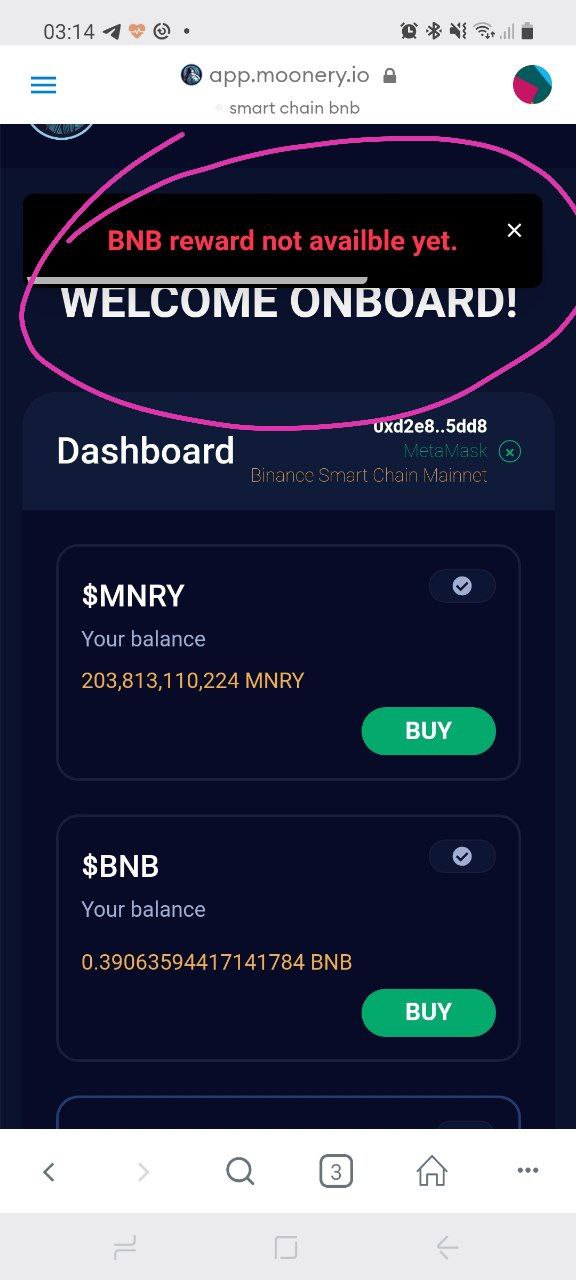 03:14
app.moonery.io
smart chain bnb
BNB reward not availble yet.
WELCOME ONBOARD!
Dashboard
0xd2e8..5dd8
MetaMask
Binance Smart Chain Mainnet
$MNRY
Your balance
203,813,110,224 MNRY
BUY
$BNB
Your balance
0.39063594417141784 BNB
BUY
3